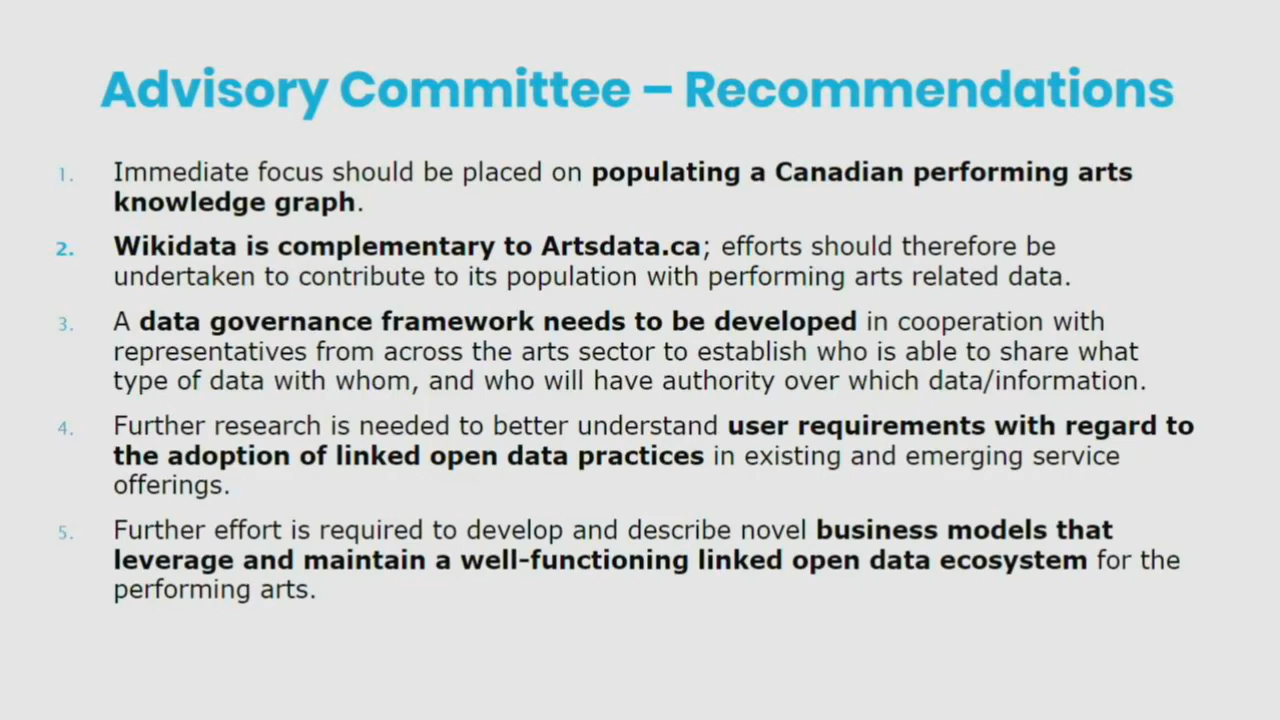 Advisory Committee – Recommendations
1. Immediate focus should be placed on populating a Canadian performing arts
knowledge graph.
2. Wikidata is complementary to Artsdata.ca; efforts should therefore be
undertaken to contribute to its population with performing arts related data.
3. A data governance framework needs to be developed in cooperation with
representatives from across the arts sector to establish who is able to share what
type of data with whom, and who will have authority over which data/information.
4. Further research is needed to better understand user requirements with regard to
the adoption of linked open data practices in existing and emerging service
offerings.
5. Further effort is required to develop and describe novel business models that
leverage and maintain a well-functioning linked open data ecosystem for the
performing arts.